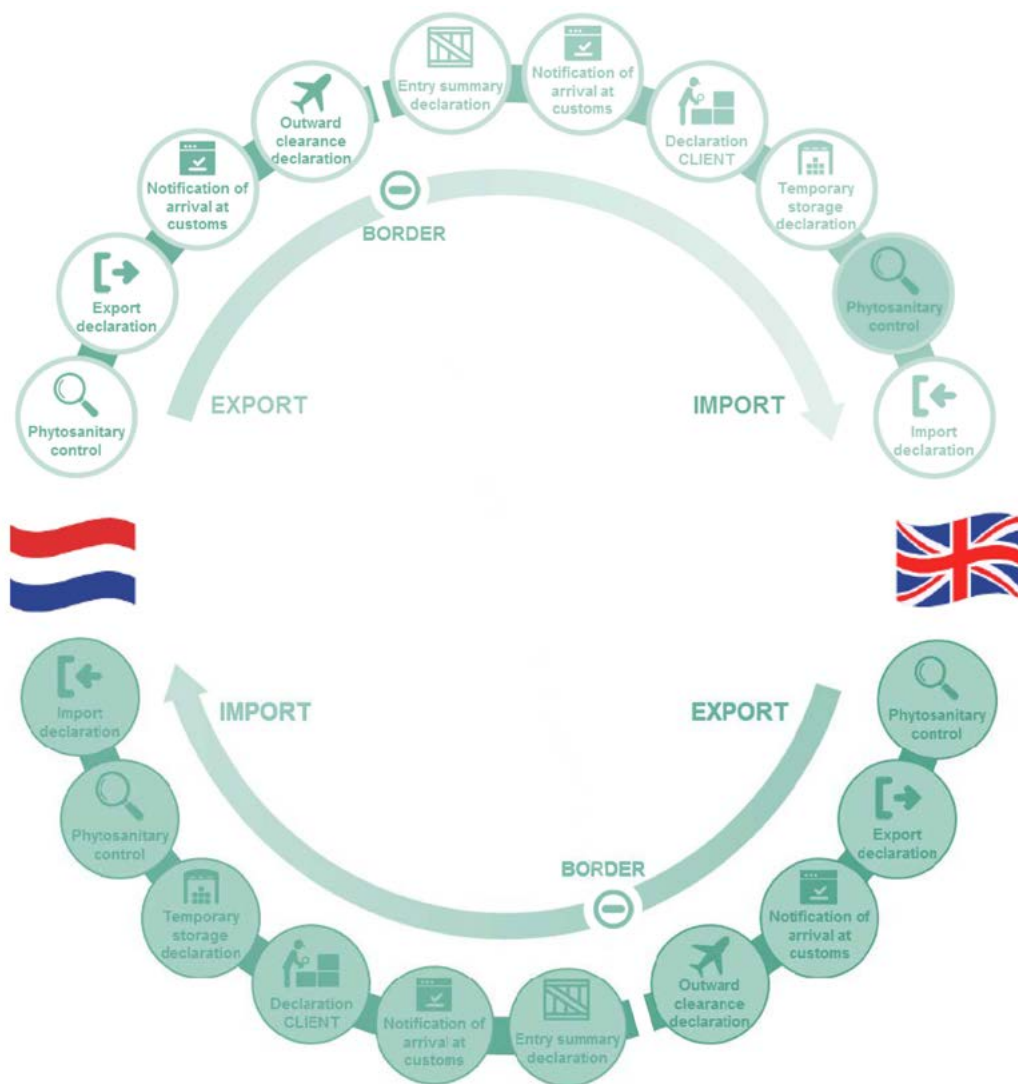 Entry summary
declaration
Notification of
arrival at
customs
Outward
clearance
declaration
Declaration
CLIENT
Notification of
arrival at
customs
Temporary
storage
declaration
BORDER
Export
declaration
Phytosanitary
control
EXPORT
IMPORT
Phytosanitary
control
Import
declaration
Import
declaration
IMPORT
EXPORT
Phytosanitary
control
Phytosanitary
control
Export
declaration
BORDER
Temporary
storage
declaration
Notification of
arrival at
customs
Declaration
CLIENT
Outward
clearance
declaration
Notification of
arrival at
customs
Entry summary
declaration